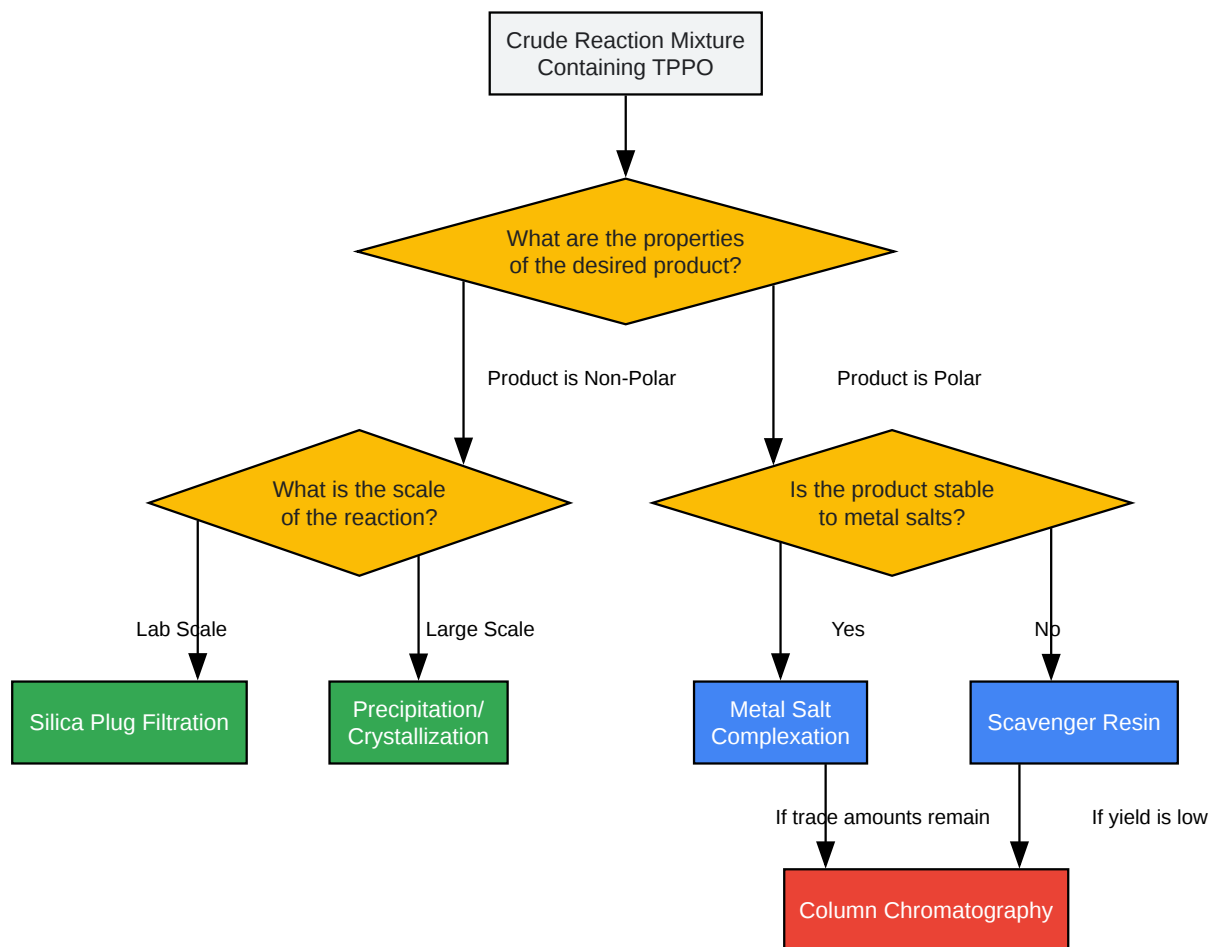 Crude Reaction Mixture
Containing TPPO
What are the properties
of the desired product?
Product is Non-Polar
Product is Polar
What is the scale
of the reaction?
Is the product stable
to metal salts?
Lab Scale
Large Scale
Yes
No
Silica Plug Filtration
Precipitation/
Crystallization
Metal Salt
Complexation
Scavenger Resin
If trace amounts remain
If yield is low
Column Chromatography